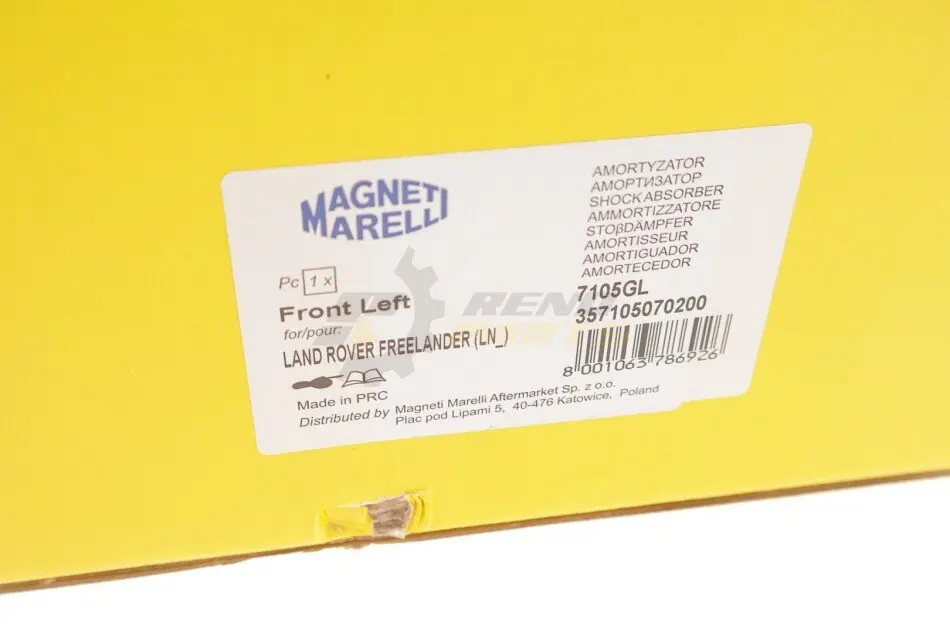 MAGNETI
MARELLI
Pc 1 x
Front Left
for/pour:
LAND ROVER FREELANDER (LN_)
Made in PRC
Distributed by Magneti Marelli Aftermarket Sp. z o.o.
Plac pod Lipami 5, 40-476 Katowice, Poland
AMORTYZATOR
АМОРТИЗАТОР
SHOCK ABSORBER
AMMORTIZZATORE
STOβDÄMPFER
AMORTISSEUR
AMORTIGUADOR
AMORTECEDOR
7105GL
357105070200
8 001063 786926